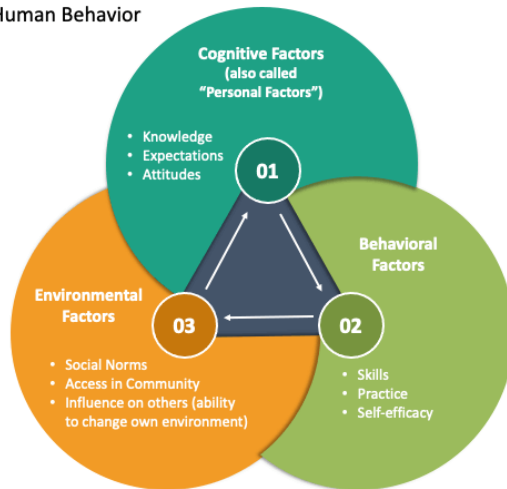 Human Behavior
Cognitive Factors
(also called
“Personal Factors”)
• Knowledge
• Expectations
• Attitudes
01
Behavioral
Factors
Environmental
Factors
03
02
• Social Norms
• Access in Community
• Influence on others (ability
to change own environment)
• Skills
• Practice
• Self-efficacy